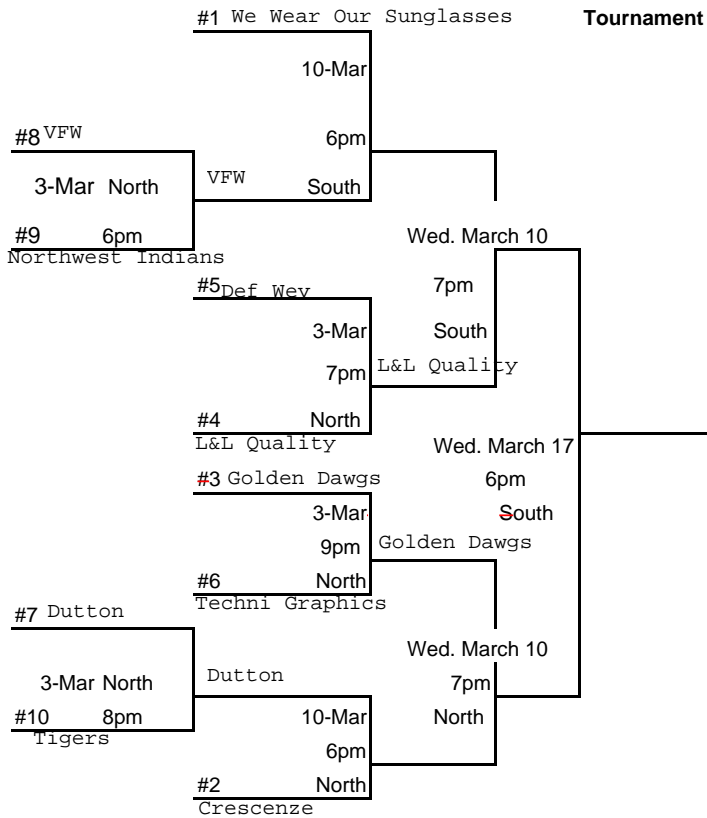 #1 We Wear Our Sunglasses Tournament
10-Mar
#8 VFW 6pm
3-Mar North VFW South
#9 6pm Wed. March 10
Northwest Indians
#5 Def Wev 7pm
3-Mar South
7pm L&L Quality
#4 North
L&L Quality Wed. March 17
#3 Golden Dawgs 6pm
3-Mar South
9pm Golden Dawgs
#6 North
Techni Graphics
#7 Dutton
Wed. March 10
3-Mar North Dutton 7pm
#10 8pm 10-Mar North
Tigers
6pm
#2 North
Crescenze